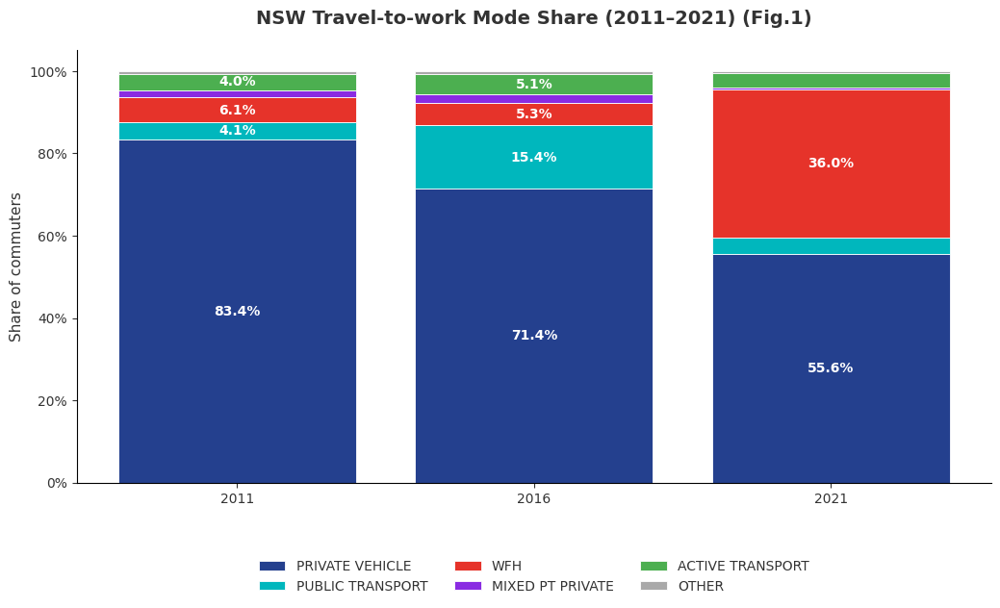 NSW Travel-to-work Mode Share (2011–2021) (Fig.1)
Share of commuters
100%
80%
60%
40%
20%
0%
4.0%
6.1%
4.1%
83.4%
5.1%
5.3%
15.4%
71.4%
36.0%
55.6%
2011
2016
2021
PRIVATE VEHICLE
PUBLIC TRANSPORT
WFH
MIXED PT PRIVATE
ACTIVE TRANSPORT
OTHER